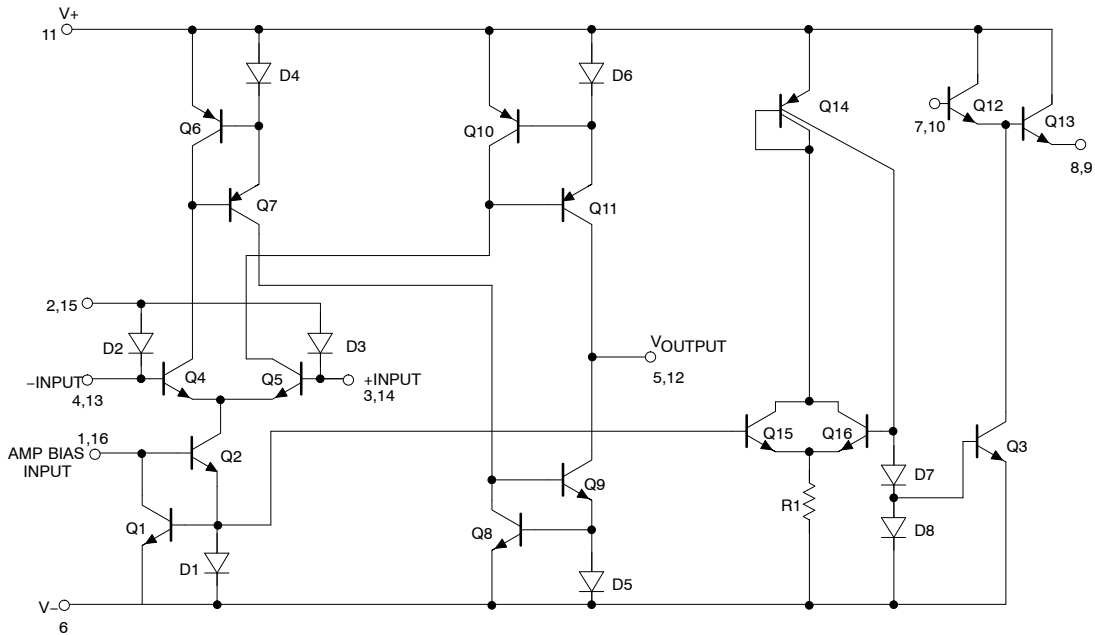 V+
11
D4
D6
Q6
Q10
Q14
Q12
7,10
Q13
8,9
Q7
Q11
2,15
D2
D3
VOUTPUT
5,12
−INPUT
4,13
Q4
Q5
+INPUT
3,14
1,16
AMP BIAS
INPUT
Q2
Q15
Q16
Q3
D7
Q9
R1
Q1
Q8
D8
D1
D5
V−
6